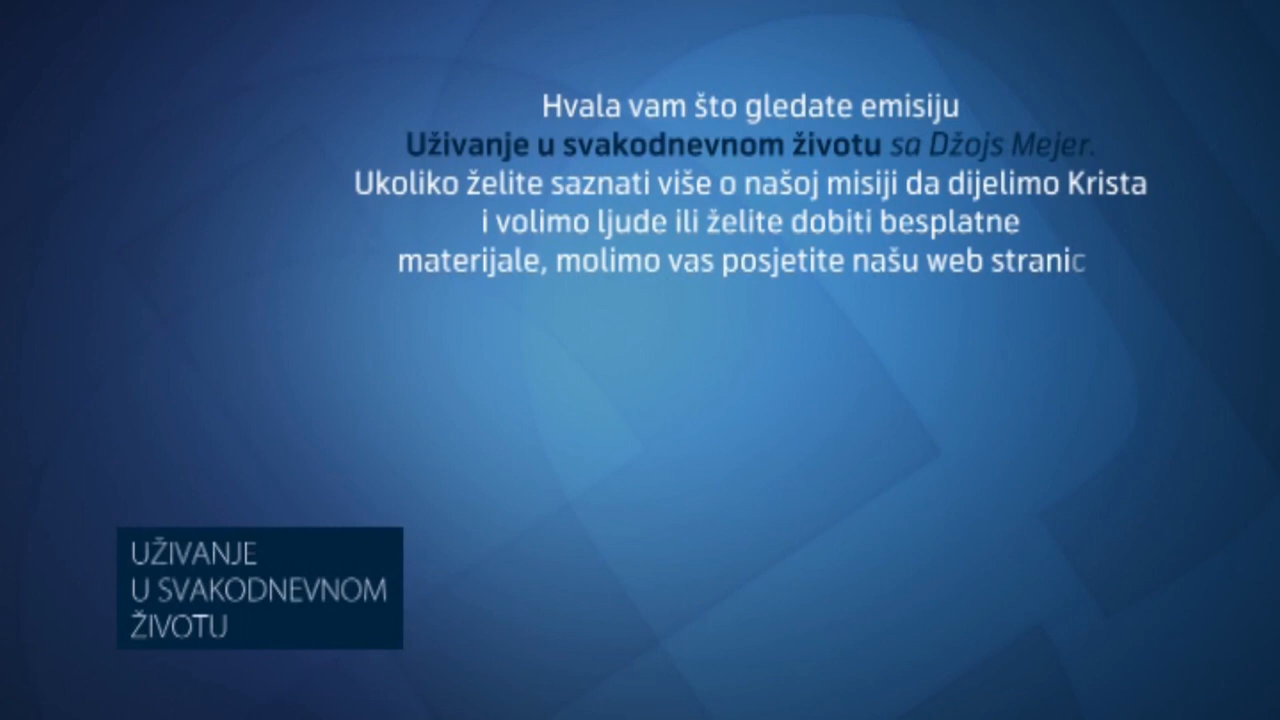 Hvala vam što gledate emisiju
Uživanje u svakodnevnom životu sa Džojs Mejer.
Ukoliko želite saznati više o našoj misiji da dijelimo Krista
i volimo ljude ili želite dobiti besplatne
materijale, molimo vas posjetite našu web stranic
UŽIVANJE
U SVAKODNEVNOM
ŽIVOTU